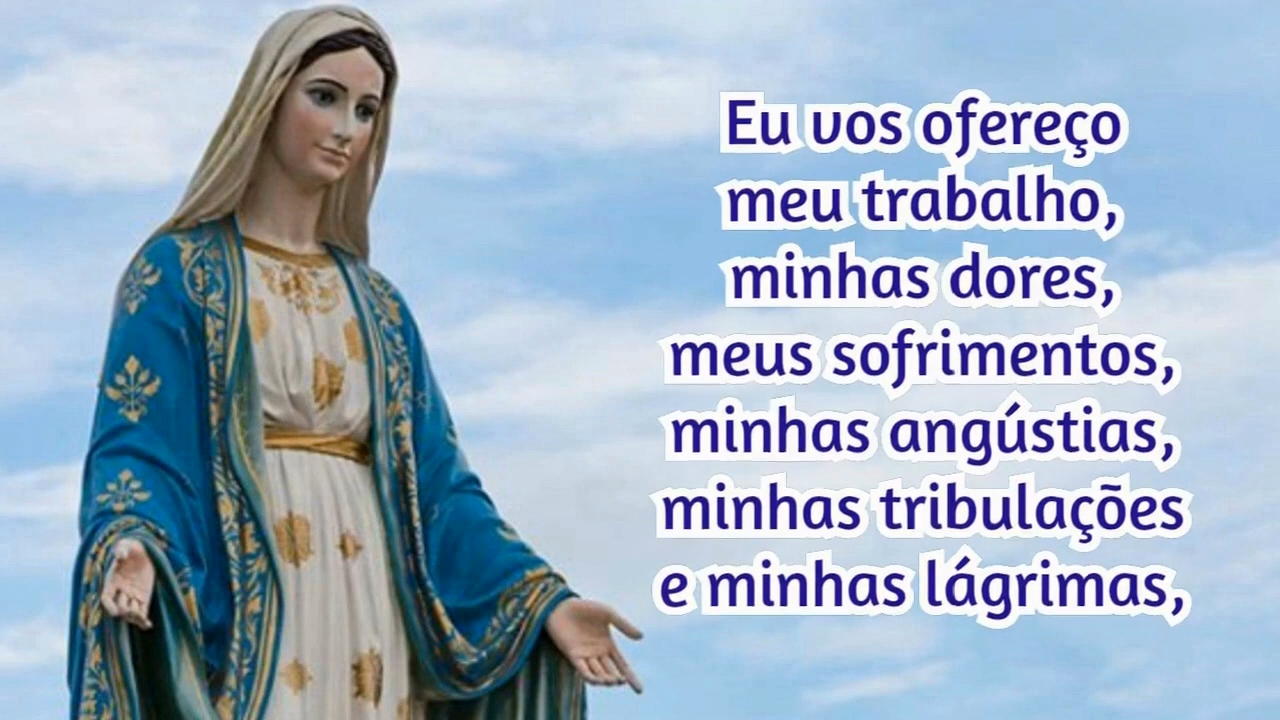 Eu vos ofereço
meu trabalho,
minhas dores,
meus sofrimentos,
minhas angústias,
minhas tribulações
e minhas lágrimas,